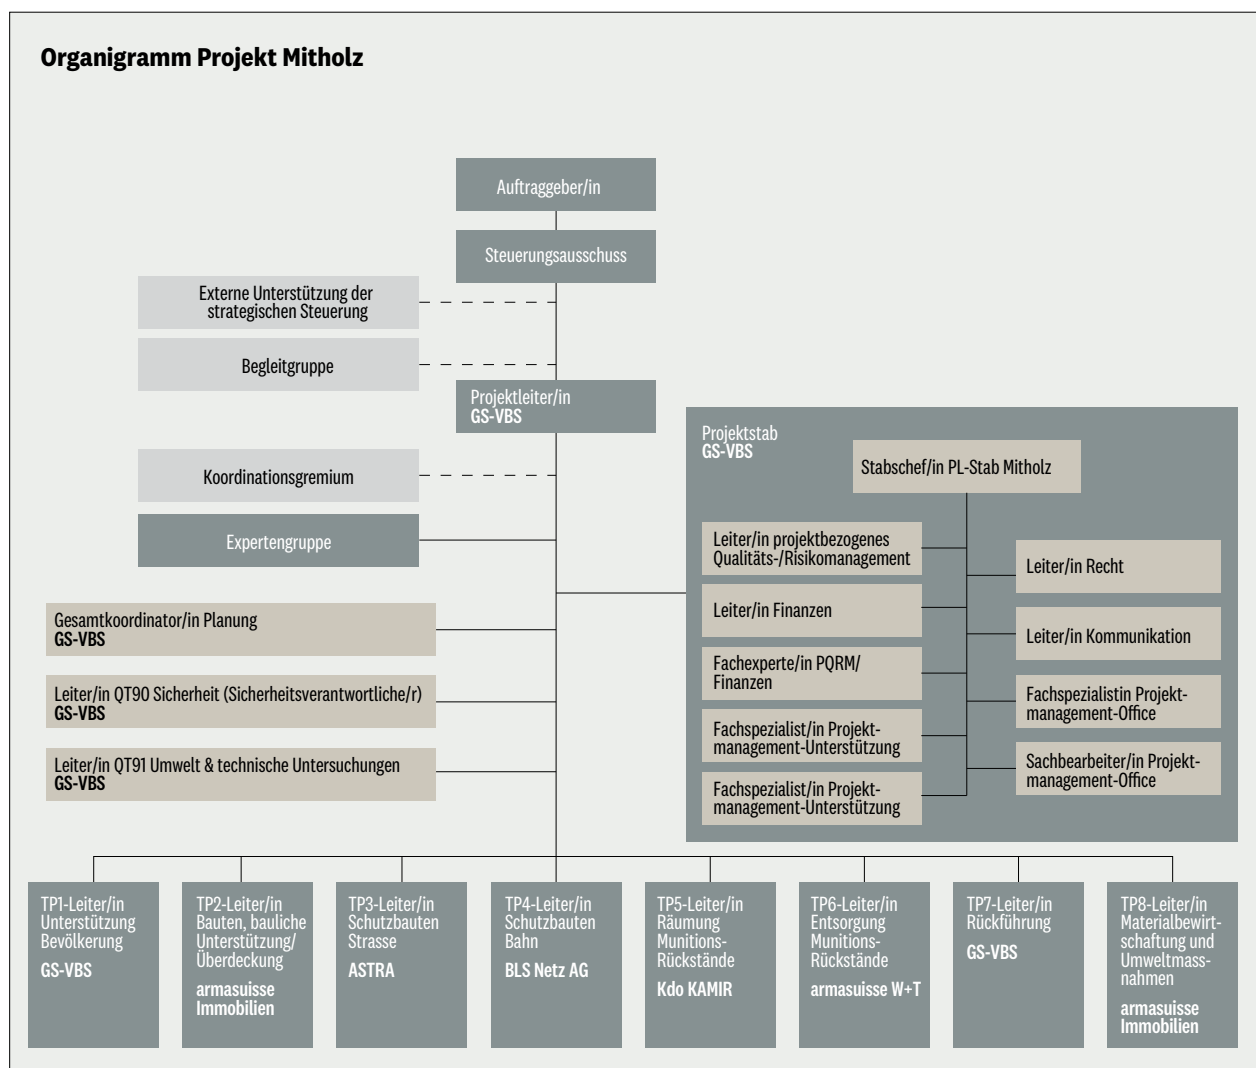 Organigramm Projekt Mitholz
Auftraggeber/in
Steuerungsausschuss
Externe Unterstützung der
strategischen Steuerung
Begleitgruppe
Projektleiter/in
GS-VBS
Koordinationsgremium
Expertengruppe
Gesamtkoordinator/in Planung
GS-VBS
Leiter/in QT90 Sicherheit (Sicherheitsverantwortliche/r)
GS-VBS
Leiter/in QT91 Umwelt & technische Untersuchungen
GS-VBS
Projektstab
GS-VBS
Stabschef/in PL-Stab Mitholz
Leiter/in projektbezogenes
Qualitäts-/Risikomanagement
Leiter/in Finanzen
Fachexperte/in PQRM/
Finanzen
Fachspezialist/in Projekt-
management-Unterstützung
Fachspezialist/in Projekt-
management-Unterstützung
Leiter/in Recht
Leiter/in Kommunikation
Fachspezialistin Projekt-
management-Office
Sachbearbeiter/in Projekt-
management-Office
TP1-Leiter/in
Unterstützung
Bevölkerung
GS-VBS
TP2-Leiter/in
Bauten, bauliche
Unterstützung/
Überdeckung
armasuisse
Immobilien
TP3-Leiter/in
Schutzbauten
Strasse
ASTRA
TP4-Leiter/in
Schutzbauten
Bahn
BLS Netz AG
TP5-Leiter/in
Räumung
Munitions-
Rückstände
Kdo KAMIR
TP6-Leiter/in
Entsorgung
Munitions-
Rückstände
armasuisse W+T
TP7-Leiter/in
Rückführung
GS-VBS
TP8-Leiter/in
Materialbewirt-
schaftung und
Umweltmass-
nahmen
armasuisse
Immobilien